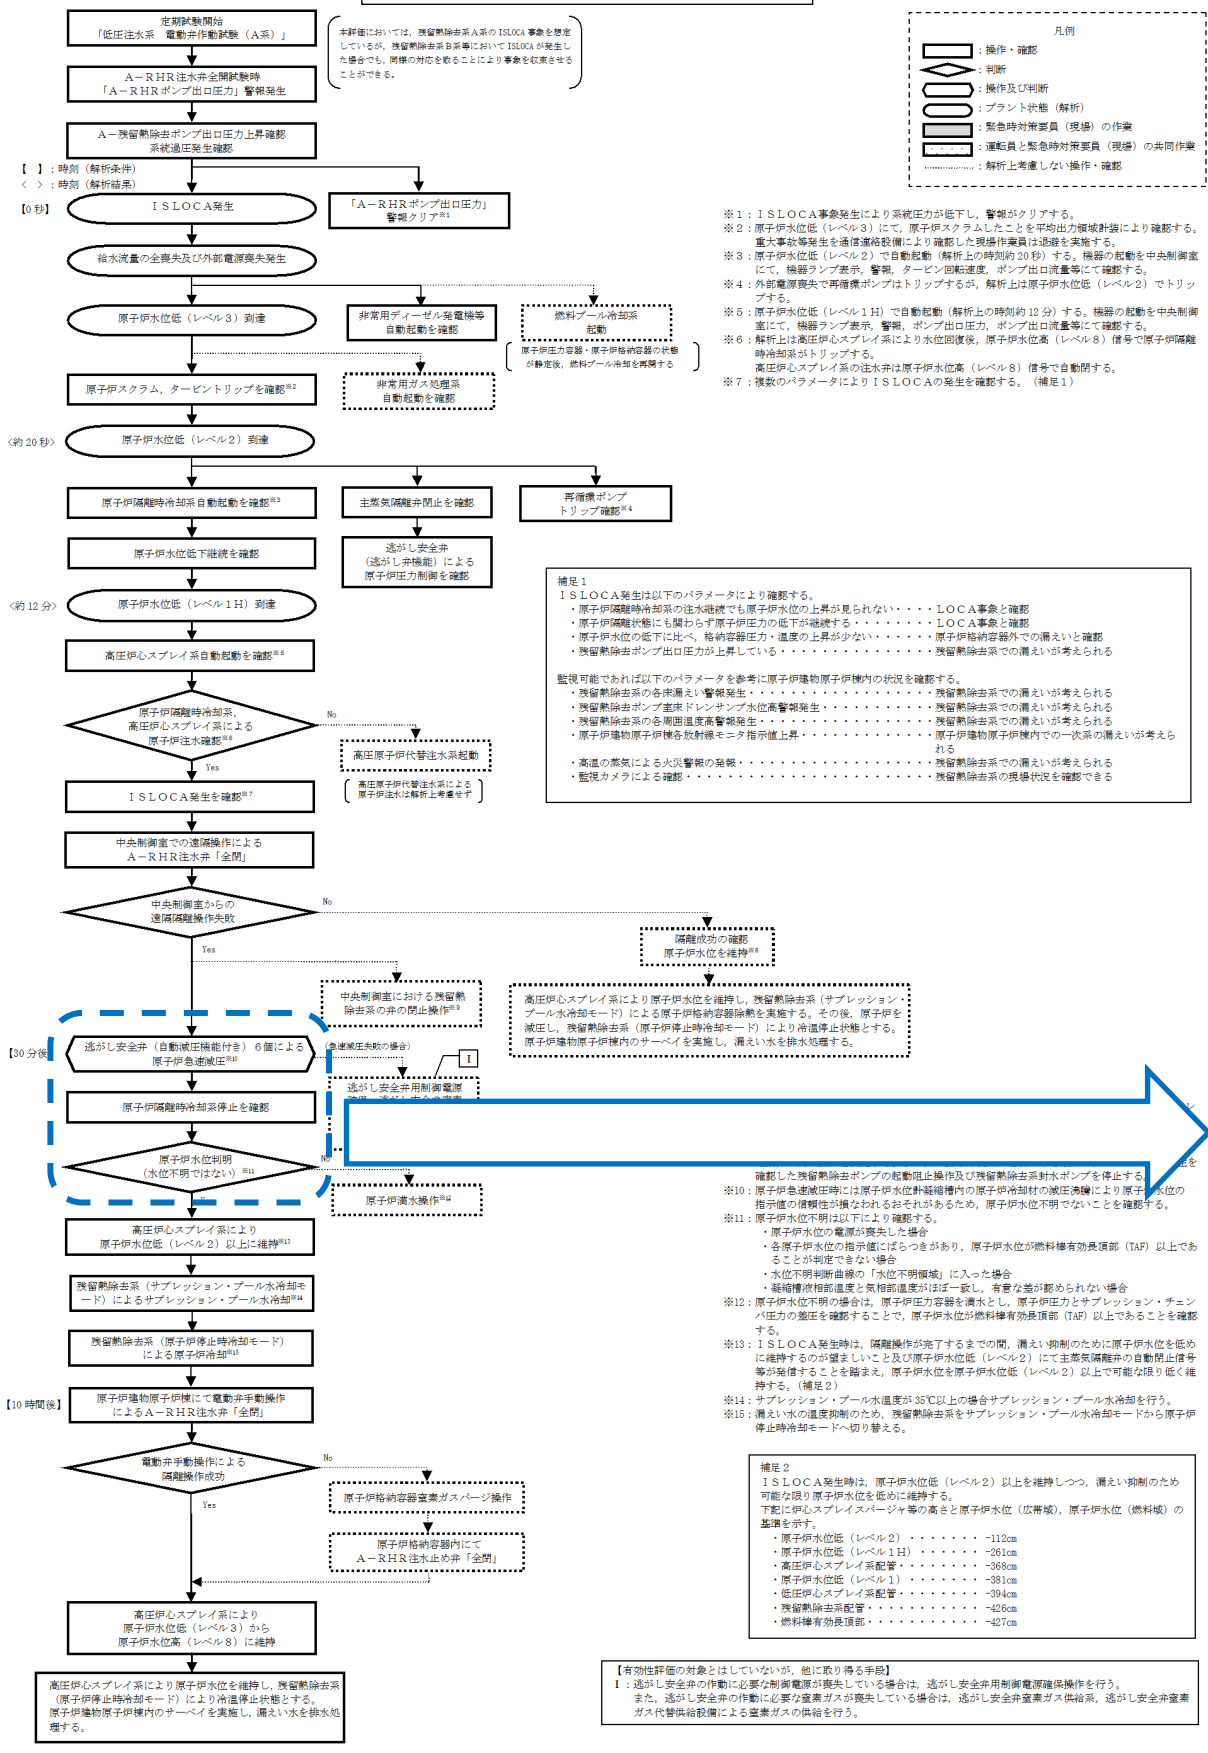 定期試験開始
「低圧注水系　電動弁作動試験（A系）」
本評価においては，残留熱除去系A系のISLOCA事象を想定
しているが，残留熱除去系B系等においてISLOCAが発生し
た場合でも，同様の対応を取ることにより事象を収束させる
ことができる。
凡例
：操作・確認
：判断
：操作及び判断
：プラント状態（解析）
：緊急時対策要員（現場）の作業
：運転員と緊急時対策要員（現場）の共同作業
：解析上考慮しない操作・確認
A－RHR注水弁全開試験時
「A－RHRポンプ出口圧力」警報発生
A－残留熱除去ポンプ出口圧力上昇確認
系統過圧発生確認
【　】：時刻（解析条件）
＜　＞：時刻（解析結果）
【0秒】
ISLOCA発生
「A－RHRポンプ出口圧力」
警報クリア※1
給水流量の全喪失及び外部電源喪失発生
原子炉水位低（レベル3）到達
非常用ディーゼル発電機等
自動起動を確認
燃料プール冷却系
起動
原子炉圧力容器・原子炉格納容器の状態
が静定後，燃料プール冷却を再開する
原子炉スクラム，タービントリップを確認※2
非常用ガス処理系
自動起動を確認
<約20秒>
原子炉水位低（レベル2）到達
原子炉隔離時冷却系自動起動を確認※3
主蒸気隔離弁閉止を確認
再循環ポンプ
トリップ確認※4
原子炉水位低下継続を確認
逃がし安全弁
（逃がし弁機能）による
原子炉圧力制御を確認
<約12分>
原子炉水位低（レベル1H）到達
高圧炉心スプレイ系自動起動を確認※5
原子炉隔離時冷却系，
高圧炉心スプレイ系による
原子炉注水確認※6
No
Yes
高圧原子炉代替注水系起動
高圧原子炉代替注水系による
原子炉注水は解析上考慮せず
ISLOCA発生を確認※7
中央制御室での遠隔操作による
A－RHR注水弁「全閉」
中央制御室からの
遠隔隔離操作失敗
No
Yes
隔離成功の確認
原子炉水位を維持※8
中央制御室における残留熱
除去系の弁の閉止操作※9
高圧炉心スプレイ系により原子炉水位を維持し，残留熱除去系（サプレッション・
プール水冷却モード）による原子炉格納容器除熱を実施する。その後，原子炉を
減圧し，残留熱除去系（原子炉停止時冷却モード）により冷温停止状態とする。
原子炉建物原子炉棟内のサーベイを実施し，漏えい水を排水処理する。
※1：ISLOCA事象発生により系統圧力が低下し，警報がクリアする。
※2：原子炉水位低（レベル3）にて，原子炉スクラムしたことを平均出力領域計装により確認する。
重大事故等発生を通信連絡設備により確認した現場作業員は退避を実施する。
※3：原子炉水位低（レベル2）で自動起動（解析上の時刻約20秒）する。機器の起動を中央制御室
にて，機器ランプ表示，警報，タービン回転速度，ポンプ出口流量等にて確認する。
※4：外部電源喪失で再循環ポンプはトリップするが，解析上は原子炉水位低（レベル2）でトリッ
プする。
※5：原子炉水位低（レベル1H）で自動起動（解析上の時刻約12分）する。機器の起動を中央制御
室にて，機器ランプ表示，警報，ポンプ出口圧力，ポンプ出口流量等にて確認する。
※6：解析上は高圧炉心スプレイ系により水位回復後，原子炉水位高（レベル8）信号で原子炉隔離
時冷却系がトリップする。
高圧炉心スプレイ系の注水弁は原子炉水位高（レベル8）信号で自動閉する。
※7：複数のパラメータによりISLOCAの発生を確認する。（補足1）
補足1
ISLOCA発生は以下のパラメータにより確認する。
・原子炉隔離時冷却系の注水継続でも原子炉水位の上昇が見られない・・・・LOCA事象と確認
・原子炉隔離状態にも関わらず原子炉圧力の低下が継続する・・・・・・・・LOCA事象と確認
・原子炉水位の低下に比べ，格納容器圧力・温度の上昇が少ない・・・・・・原子炉格納容器外での漏えいと確認
・残留熱除去ポンプ出口圧力が上昇している・・・・・・・・・・・・・・・残留熱除去系での漏えいが考えられる
監視可能であれば以下のパラメータを参考に原子炉建物原子炉棟内の状況を確認する。
・残留熱除去系の各床漏えい警報発生・・・・・・・・・・・・・・・・・・残留熱除去系での漏えいが考えられる
・残留熱除去ポンプ室床ドレンサンプ水位高警報発生・・・・・・・・・・・残留熱除去系での漏えいが考えられる
・残留熱除去系の各周囲温度高警報発生・・・・・・・・・・・・・・・・・残留熱除去系での漏えいが考えられる
・原子炉建物原子炉棟各放射線モニタ指示値上昇・・・・・・・・・・・・・原子炉建物原子炉棟内での一次系の漏えいが考えら
れる
・高温の蒸気による火災警報の発報・・・・・・・・・・・・・・・・・・・残留熱除去系での漏えいが考えられる
・監視カメラによる確認・・・・・・・・・・・・・・・・・・・・・・・・残留熱除去系の現場状況を確認できる
【30分後】
逃がし安全弁（自動減圧機能付き）6個による
原子炉急速減圧※10
（急速減圧失敗の場合）
I
逃がし安全弁用制御電源
原子炉隔離時冷却系停止を確認
原子炉水位判明
（水位不明ではない）※11
No
原子炉満水操作※12
高圧炉心スプレイ系により
原子炉水位低（レベル2）以上に維持※13
残留熱除去系（サプレッション・プール水冷却モ
ード）によるサプレッション・プール水冷却※14
残留熱除去系（原子炉停止時冷却モード）
による原子炉冷却※15
【10時間後】
原子炉建物原子炉棟にて電動弁手動操作
によるA－RHR注水弁「全閉」
電動弁手動操作による
隔離操作成功
No
Yes
原子炉格納容器窒素ガスパージ操作
原子炉格納容器内にて
A－RHR注水止め弁「全閉」
高圧炉心スプレイ系により
原子炉水位低（レベル3）から
原子炉水位高（レベル8）に維持
高圧炉心スプレイ系により原子炉水位を維持し，残留熱除去系
（原子炉停止時冷却モード）により冷温停止状態とする。
原子炉建物原子炉棟内のサーベイを実施し，漏えい水を排水処
理する。
確認した残留熱除去ポンプの起動阻止操作及び残留熱除去系封水ポンプを停止する。
※10：原子炉急速減圧時には原子炉水位計凝縮槽内の原子炉冷却材の減圧沸騰により原子炉水位の
指示値の信頼性が損なわれるおそれがあるため，原子炉水位不明でないことを確認する。
※11：原子炉水位不明は以下により確認する。
・原子炉水位の電源が喪失した場合
・各原子炉水位の指示値にばらつきがあり，原子炉水位が燃料棒有効長頂部（TAF）以上であ
ることが判定できない場合
・水位不明判断曲線の「水位不明領域」に入った場合
・凝縮槽液相部温度と気相部温度がほぼ一致し，有意な差が認められない場合
※12：原子炉水位不明の場合は，原子炉圧力容器を満水とし，原子炉圧力とサプレッション・チェン
バ圧力の差圧を確認することで，原子炉水位が燃料棒有効長頂部（TAF）以上であることを確認
する。
※13：ISLOCA発生時は，隔離操作が完了するまでの間，漏えい抑制のために原子炉水位を低め
に維持するのが望ましいこと及び原子炉水位低（レベル2）にて主蒸気隔離弁の自動閉止信号
等が発信することを踏まえ，原子炉水位を原子炉水位低（レベル2）以上で可能な限り低く維
持する。（補足2）
※14：サプレッション・プール水温度が35℃以上の場合サプレッション・プール水冷却を行う。
※15：漏えい水の温度抑制のため，残留熱除去系をサプレッション・プール水冷却モードから原子炉
停止時冷却モードへ切り替える。
補足2
ISLOCA発生時は，原子炉水位低（レベル2）以上を維持しつつ，漏えい抑制のため
可能な限り原子炉水位を低めに維持する。
下記に炉心スプレイスパージャ等の高さと原子炉水位（広帯域），原子炉水位（燃料域）の
基準を示す。
・原子炉水位低（レベル2）・・・・・・・ -112cm
・原子炉水位低（レベル1H）・・・・・・ -261cm
・高圧炉心スプレイ系配管・・・・・・・・ -368cm
・原子炉水位低（レベル1）・・・・・・・ -381cm
・低圧炉心スプレイ系配管・・・・・・・・ -394cm
・残留熱除去系配管・・・・・・・・・・・ -426cm
・燃料棒有効長頂部・・・・・・・・・・・ -427cm
【有効性評価の対象とはしていないが，他に取り得る手段】
I：逃がし安全弁の作動に必要な制御電源が喪失している場合は，逃がし安全弁用制御電源確保操作を行う。
また，逃がし安全弁の作動に必要な窒素ガスが喪失している場合は，逃がし安全弁窒素ガス供給系，逃がし安全弁窒素
ガス代替供給設備による窒素ガスの供給を行う。